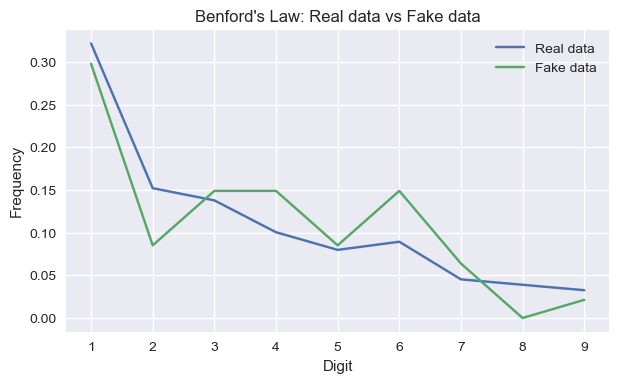 Benford's Law: Real data vs Fake data
Real data
Fake data
Frequency
0.30
0.25
0.20
0.15
0.10
0.05
0.00
1 2 3 4 5 6 7 8 9
Digit